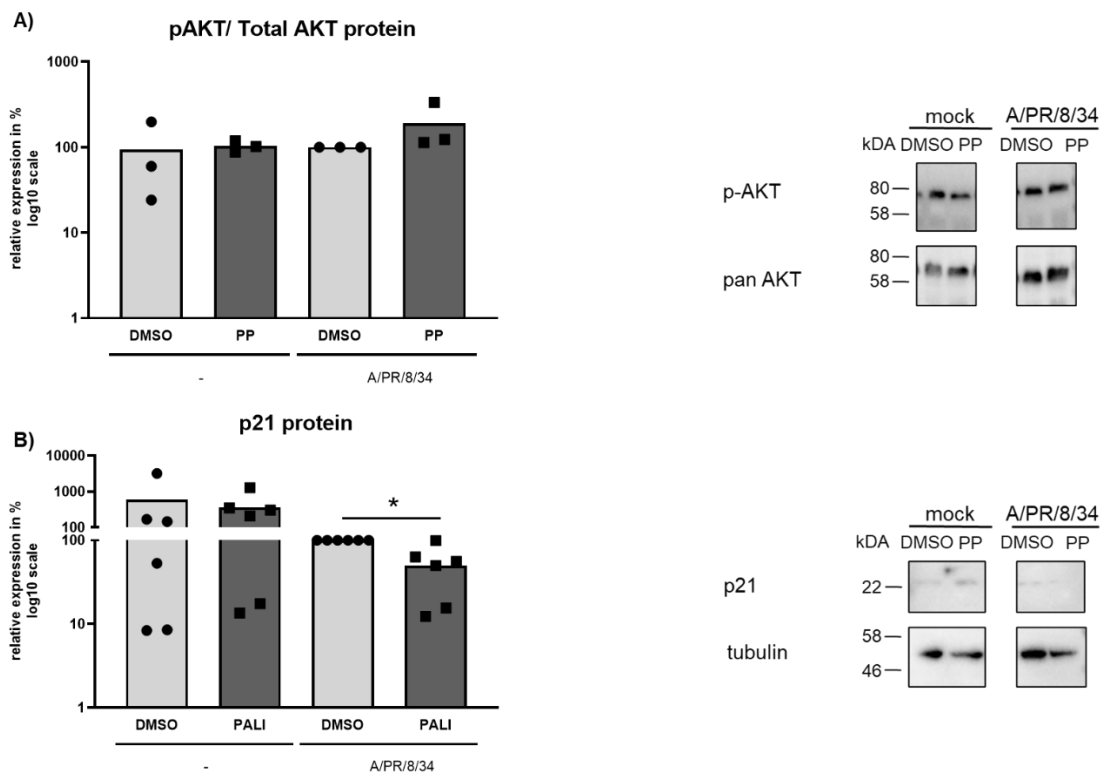 A)
pAKT/ Total AKT protein
relative expression in %
log10 scale
1000
100
10
1
DMSO PP DMSO PP
- A/PR/8/34
mock A/PR/8/34
kDA DMSO PP DMSO PP
p-AKT
80
58
pan AKT
80
58
B)
p21 protein
relative expression in %
log10 scale
10000
1000
100
100
10
1
*
DMSO PALI DMSO PALI
- A/PR/8/34
mock A/PR/8/34
kDA DMSO PP DMSO PP
p21
22
tubulin
58
46